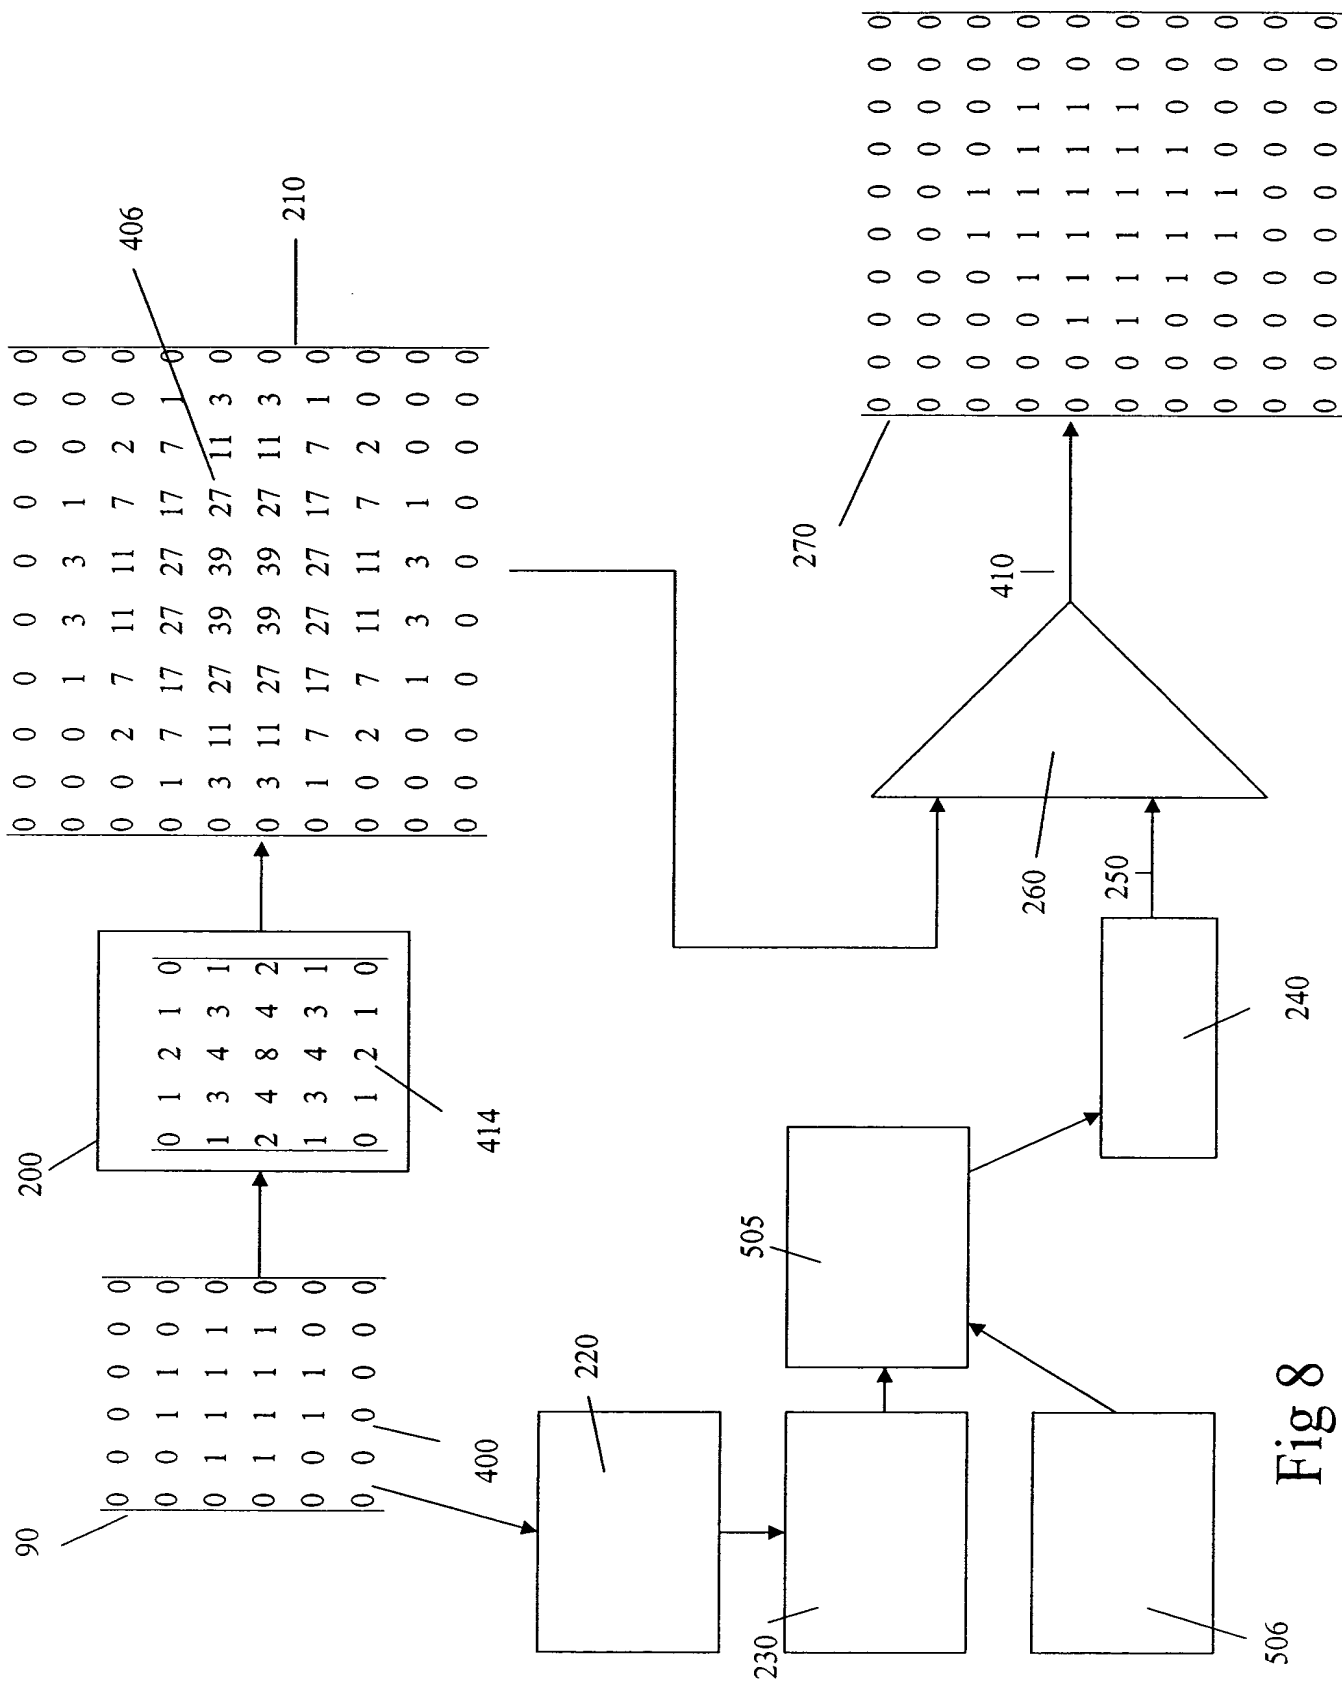 90
0 0 0 0 0 0
0 0 1 1 0 0
0 1 1 1 1 0
0 1 1 1 1 0
0 0 1 1 0 0
0 0 0 0 0 0
400
200
0 1 2 1 0
1 3 4 3 1
2 4 8 4 2
1 3 4 3 1
0 1 2 1 0
414
0 0 0 0 0 0 0 0 0 0
0 0 0 1 3 3 1 0 0 0
0 0 2 7 11 11 7 2 0 0
0 1 7 17 27 27 17 7 1 0
0 3 11 27 39 39 27 11 3 0
0 3 11 27 39 39 27 11 3 0
0 1 7 17 27 27 17 7 1 0
0 0 2 7 11 11 7 2 0 0
0 0 0 1 3 3 1 0 0 0
0 0 0 0 0 0 0 0 0 0
406
210
220
230
505
506
240
250
260
410
270
0 0 0 0 0 0 0 0 0 0
0 0 0 0 0 0 0 0 0 0
0 0 0 0 1 1 0 0 0 0
0 0 0 1 1 1 1 1 0 0
0 0 1 1 1 1 1 1 0 0
0 0 1 1 1 1 1 1 0 0
0 0 0 1 1 1 1 0 0 0
0 0 0 0 1 1 0 0 0 0
0 0 0 0 0 0 0 0 0 0
0 0 0 0 0 0 0 0 0 0
Fig 8